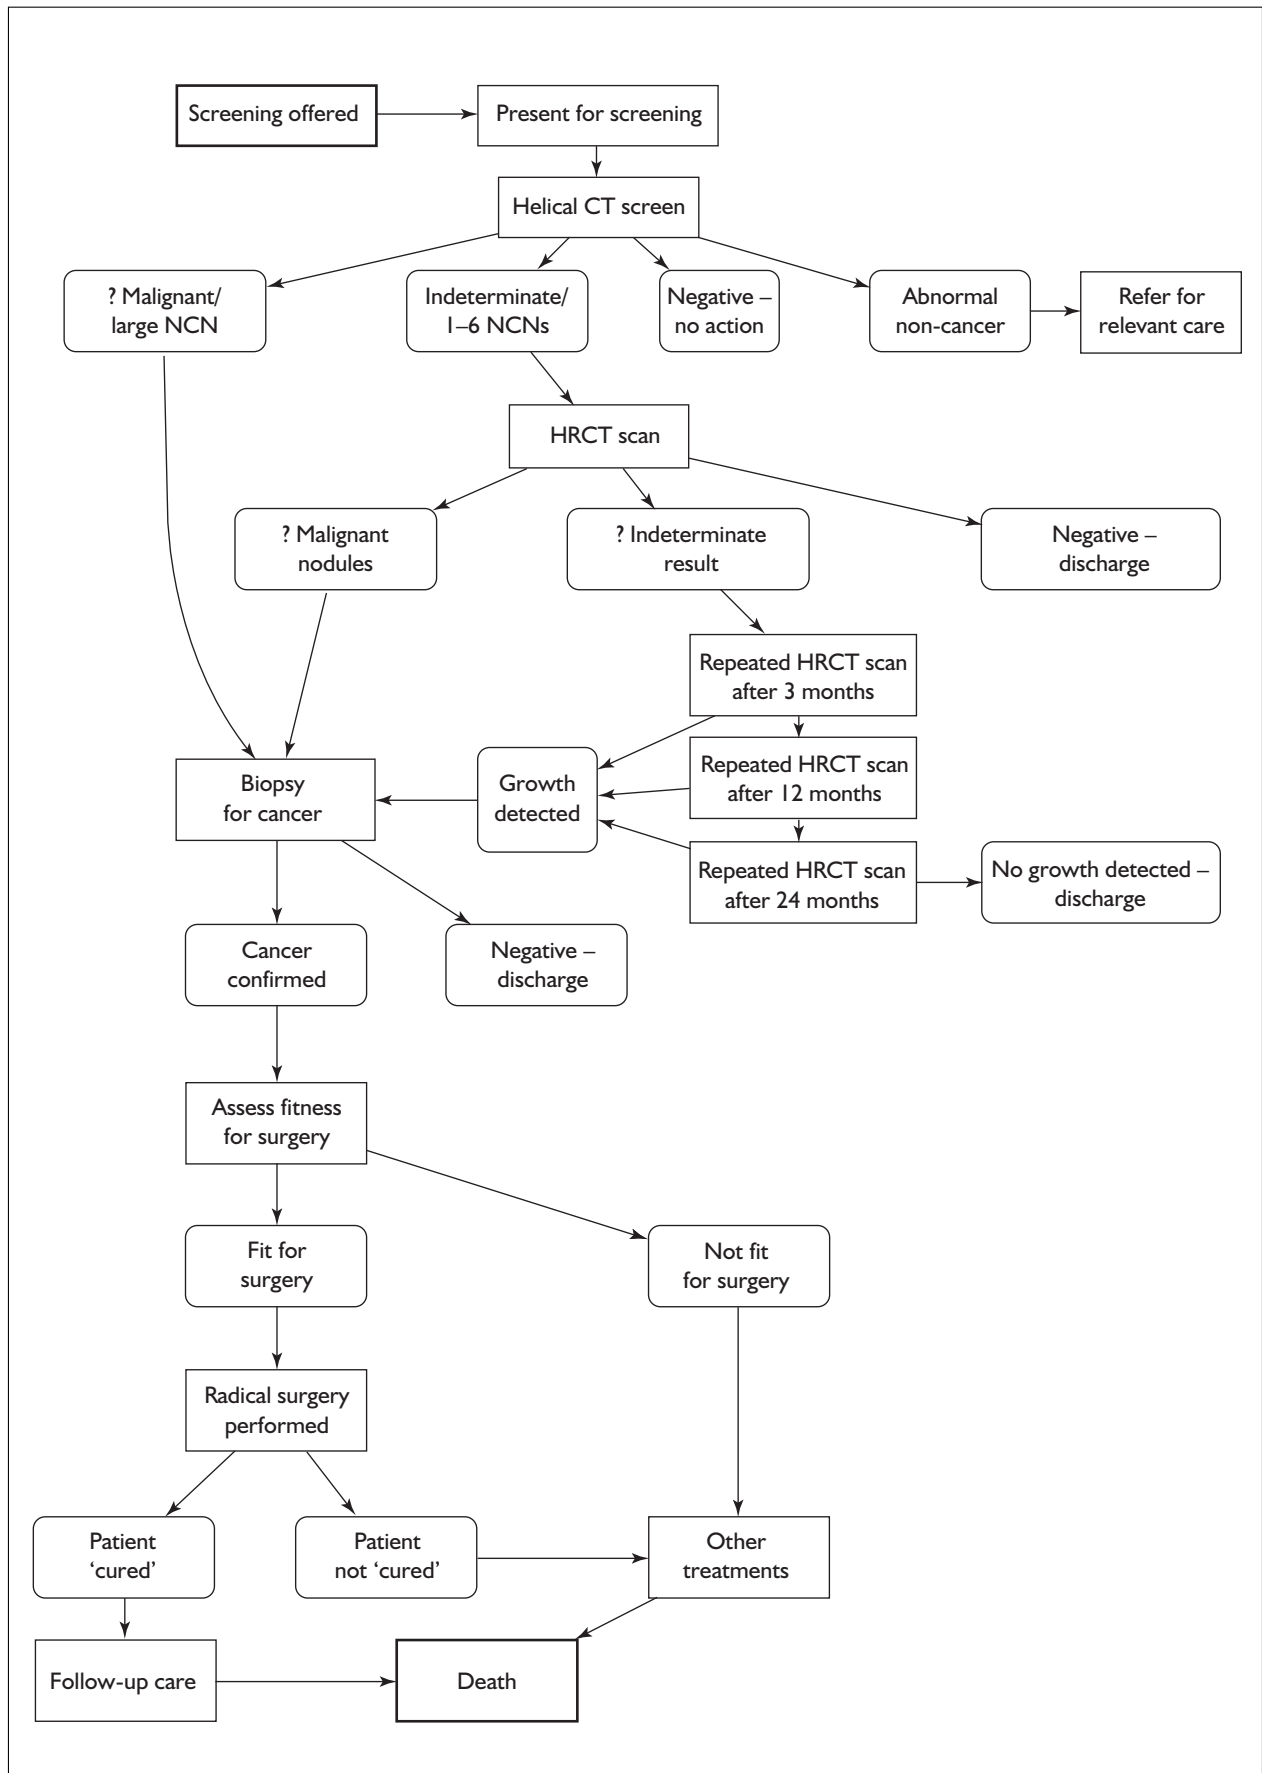 Screening offered
Present for screening
Helical CT screen
? Malignant/
large NCN
Indeterminate/
1–6 NCNs
Negative –
no action
Abnormal
non-cancer
Refer for
relevant care
HRCT scan
? Malignant
nodules
? Indeterminate
result
Negative –
discharge
Repeated HRCT scan
after 3 months
Repeated HRCT scan
after 12 months
Growth
detected
Biopsy
for cancer
Repeated HRCT scan
after 24 months
No growth detected –
discharge
Cancer
confirmed
Negative –
discharge
Assess fitness
for surgery
Fit for
surgery
Not fit
for surgery
Radical surgery
performed
Patient
‘cured’
Patient
not ‘cured’
Other
treatments
Follow-up care
Death